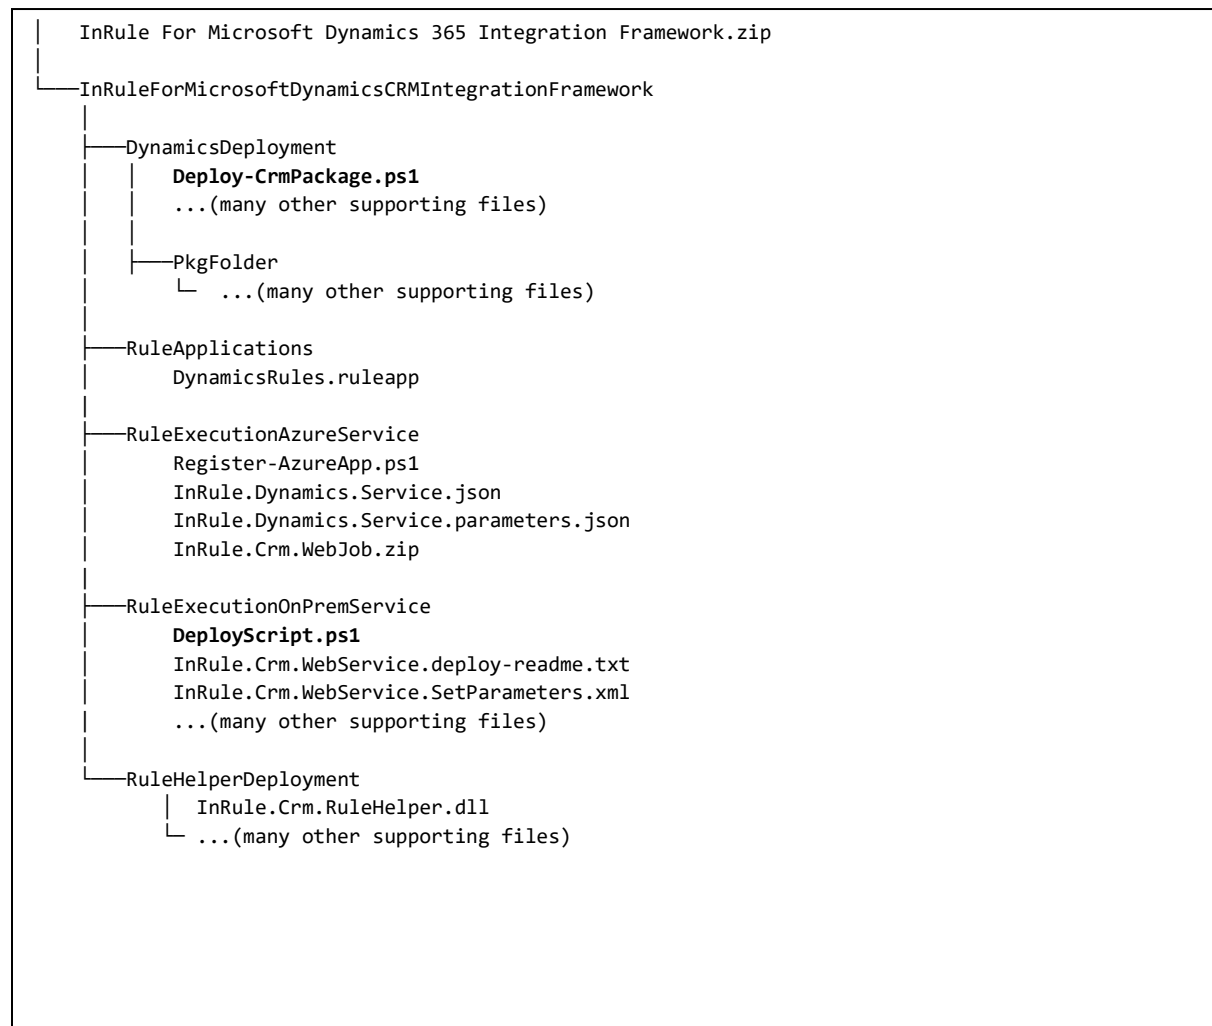 InRule For Microsoft Dynamics 365 Integration Framework.zip
InRuleForMicrosoftDynamicsCRMIntegrationFramework
DynamicsDeployment
Deploy-CrmPackage.ps1
...(many other supporting files)
PkgFolder
...(many other supporting files)
RuleApplications
DynamicsRules.ruleapp
RuleExecutionAzureService
Register-AzureApp.ps1
InRule.Dynamics.Service.json
InRule.Dynamics.Service.parameters.json
InRule.Crm.WebJob.zip
RuleExecutionOnPremService
DeployScript.ps1
InRule.Crm.WebService.deploy-readme.txt
InRule.Crm.WebService.SetParameters.xml
...(many other supporting files)
RuleHelperDeployment
InRule.Crm.RuleHelper.dll
...(many other supporting files)